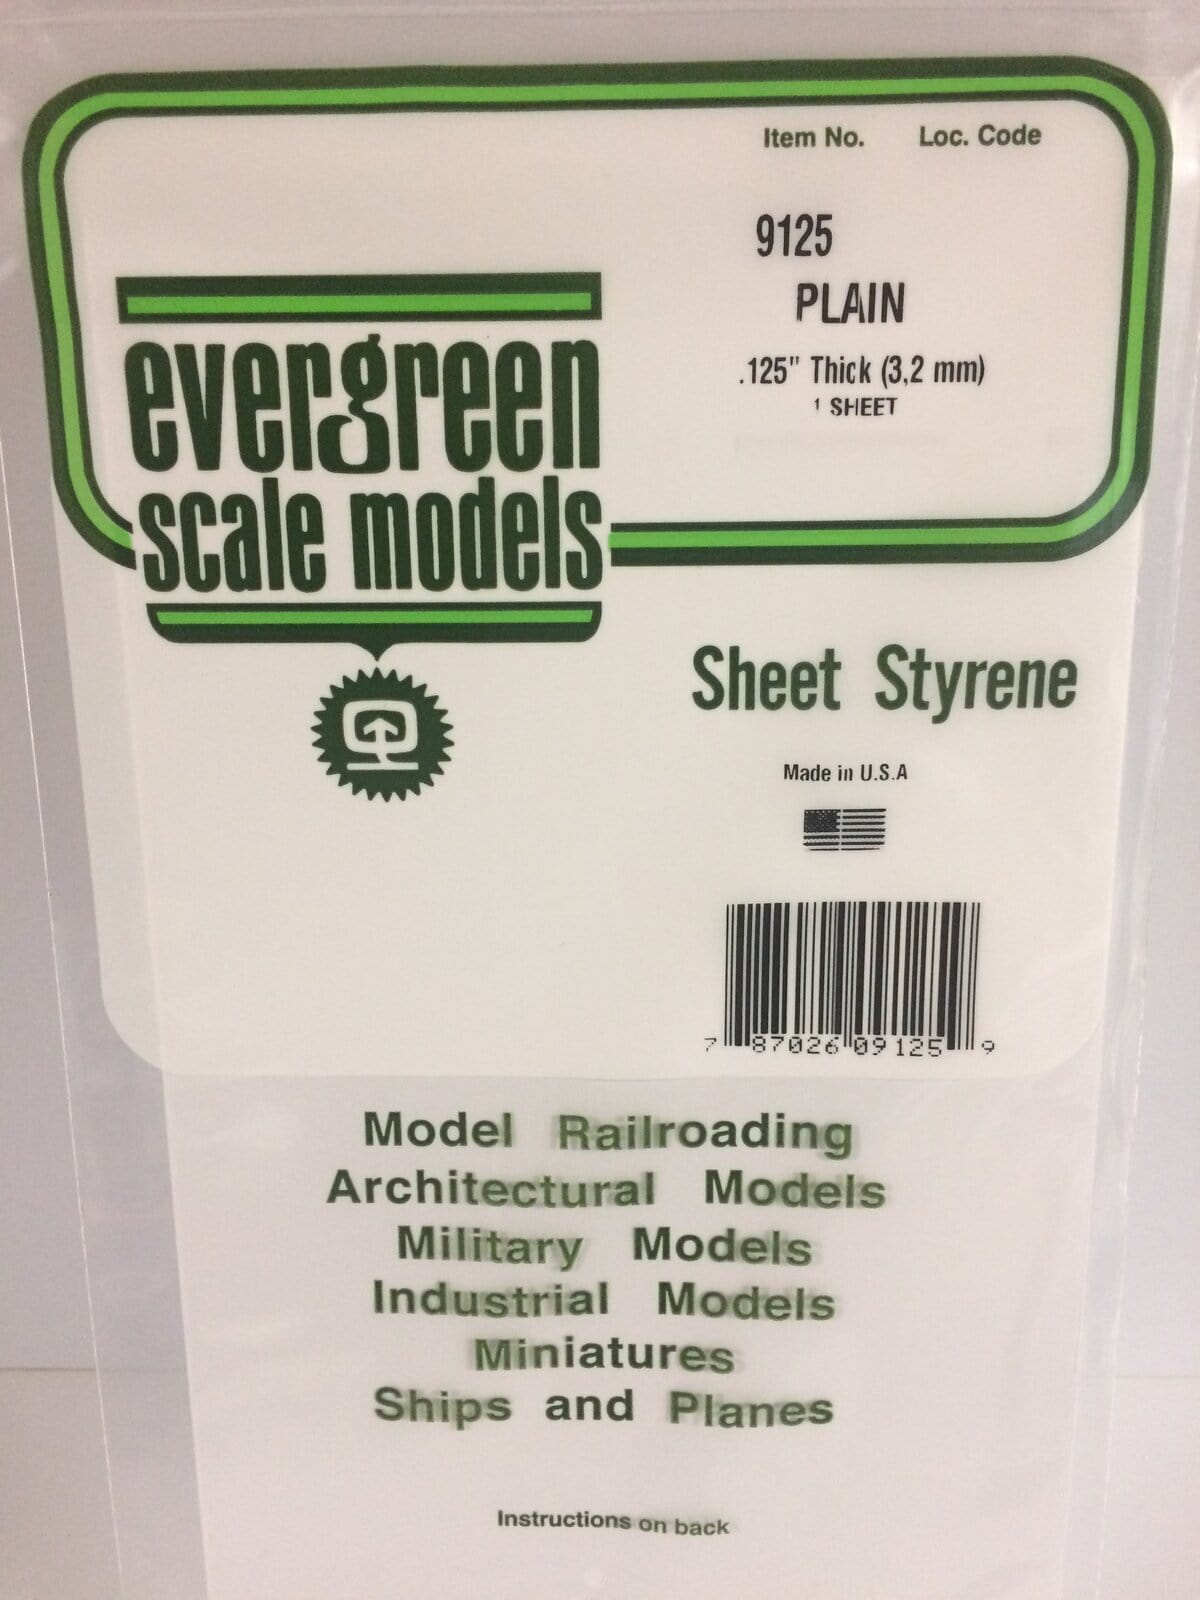 Item No. Loc. Code
9125
PLAIN
.125" Thick (3,2 mm)
1 SHEET
evergreen
scale models
Sheet Styrene
Made in U.S.A
7 87026 09125 9
Model Railroading
Architectural Models
Military Models
Industrial Models
Miniatures
Ships and Planes
Instructions on back